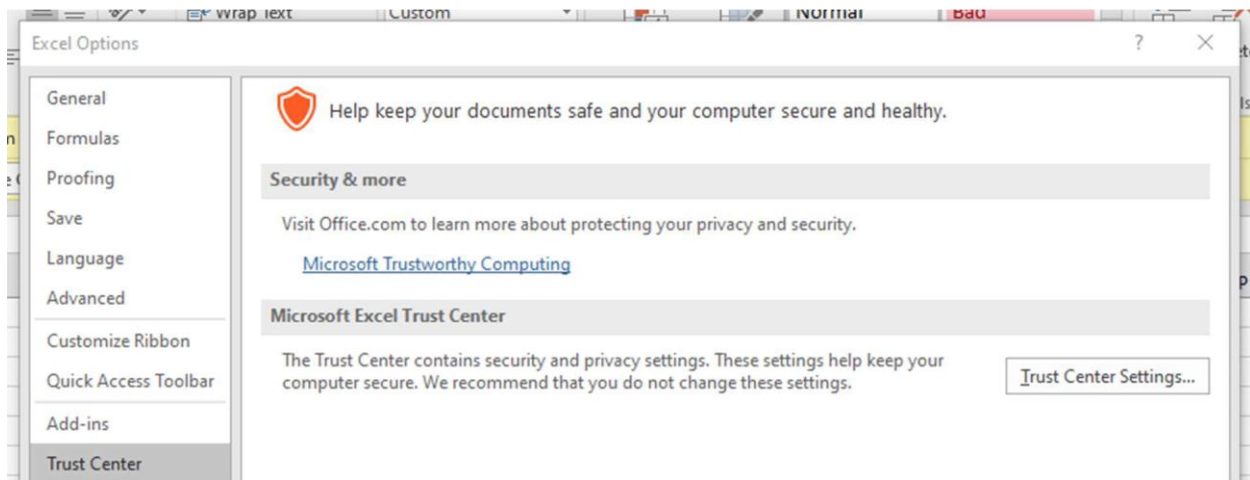 Wrap Text
Custom
Normal
Bad
Excel Options
?
General
Formulas
Proofing
Save
Language
Advanced
Customize Ribbon
Quick Access Toolbar
Add-ins
Trust Center
Help keep your documents safe and your computer secure and healthy.
Security & more
Visit Office.com to learn more about protecting your privacy and security.
Microsoft Trustworthy Computing
Microsoft Excel Trust Center
The Trust Center contains security and privacy settings. These settings help keep your
computer secure. We recommend that you do not change these settings.
Trust Center Settings...